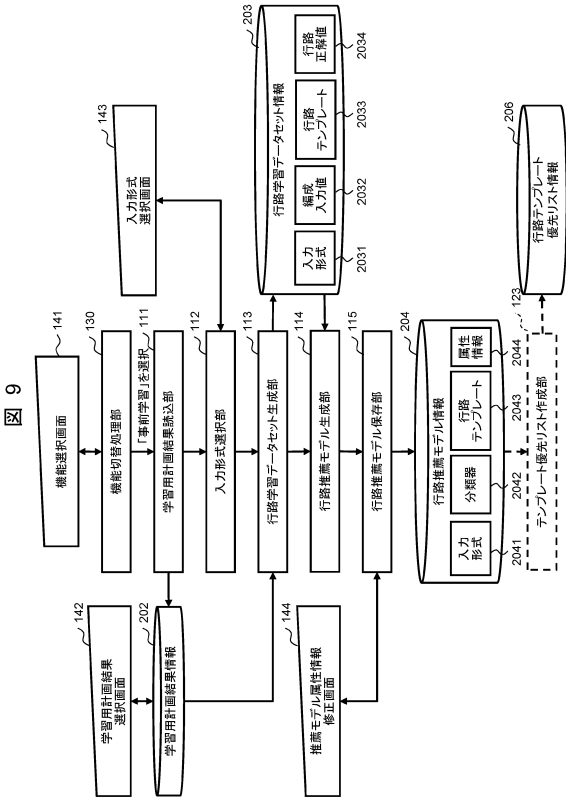 図 9
141
機能選択画面
130
機能切替処理部
「事前学習」を選択
142
学習用計画結果
選択画面
202
学習用計画結果情報
111
学習用計画結果読込部
143
入力形式
選択画面
112
入力形式選択部
113
行路学習データセット生成部
203
行路学習データセット情報
入力
形式
2031
編成
入力値
2032
行路
テンプレート
2033
行路
正解値
2034
114
行路推薦モデル生成部
144
推薦モデル属性情報
修正画面
115
行路推薦モデル保存部
204
行路推薦モデル情報
入力
形式
2041
分類器
2042
行路
テンプレート
2043
属性
情報
2044
123
テンプレート優先リスト作成部
206
行路テンプレート
優先リスト情報